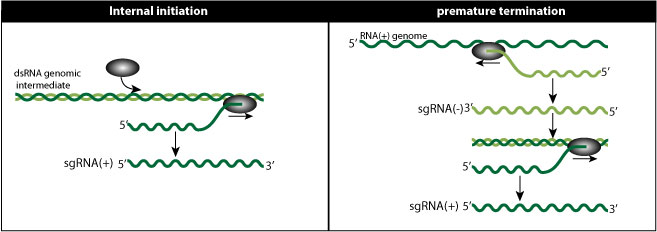 Internal initiation
dsRNA genomic
intermediate
5′
sgRNA(+) 5′ 3′
premature termination
5′ RNA(+) genome 3′
5′
sgRNA(-)3′ 5′
5′
sgRNA(+) 5′ 3′